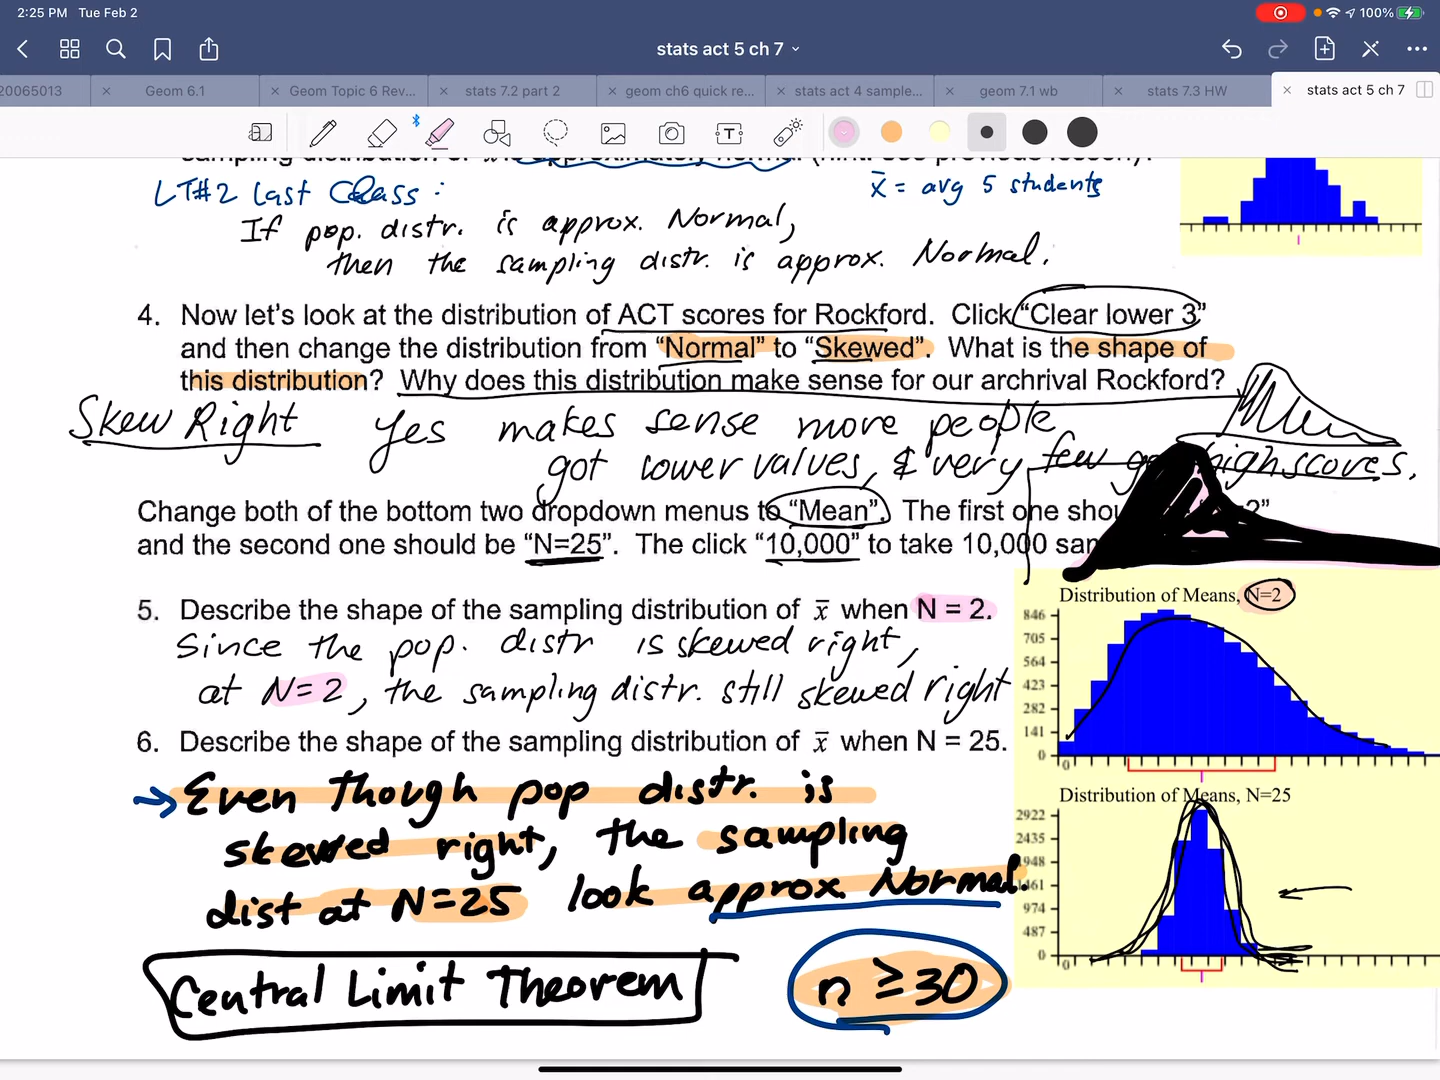 2:25 PM Tue Feb 2
100%
stats act 5 ch 7
20065013
Geom 6.1
Geom Topic 6 Rev...
stats 7.2 part 2
geom ch6 quick re...
stats act 4 sample...
geom 7.1 wb
stats 7.3 HW
stats act 5 ch 7
LT#2 Last Class:
x̄ = avg 5 students
If pop. distr. is approx. Normal,
then the sampling distr. is approx. Normal.
4. Now let's look at the distribution of ACT scores for Rockford. Click “Clear lower 3”
and then change the distribution from “Normal” to “Skewed”. What is the shape of
this distribution? Why does this distribution make sense for our archrival Rockford?
Skew Right Yes makes sense more people
got lower values, & very few highscores.
Change both of the bottom two dropdown menus to “Mean”. The first one
and the second one should be “N=25”. The click “10,000” to take 10,000
5. Describe the shape of the sampling distribution of x̄ when N = 2.
Since the pop. distr is skewed right,
at N=2, the sampling distr. still skewed right
6. Describe the shape of the sampling distribution of x̄ when N = 25.
→ Even though pop distr. is
skewed right, the sampling
dist at N=25 look approx. Normal.
Central Limit Theorem
n ≥ 30
Distribution of Means, N=2
846
705
564
423
282
141
0
0
Distribution of Means, N=25
2922
2435
1948
1461
974
487
0
0